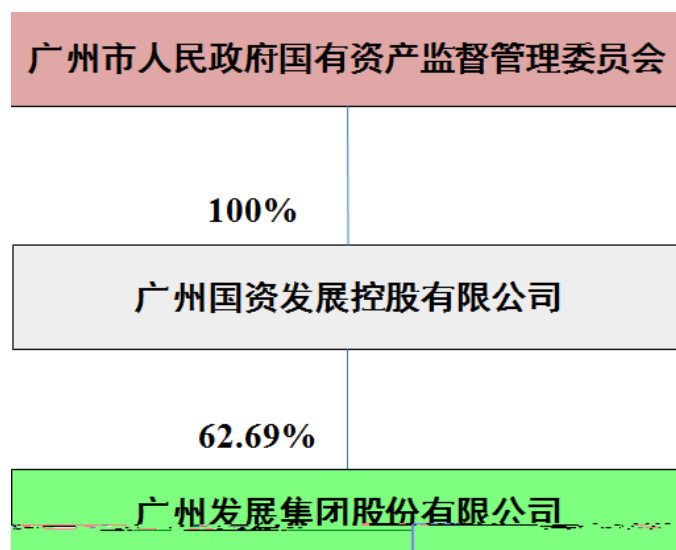 广州市人民政府国有资产监督管理委员会
100%
广州国资发展控股有限公司
62.69%
广州发展集团股份有限公司